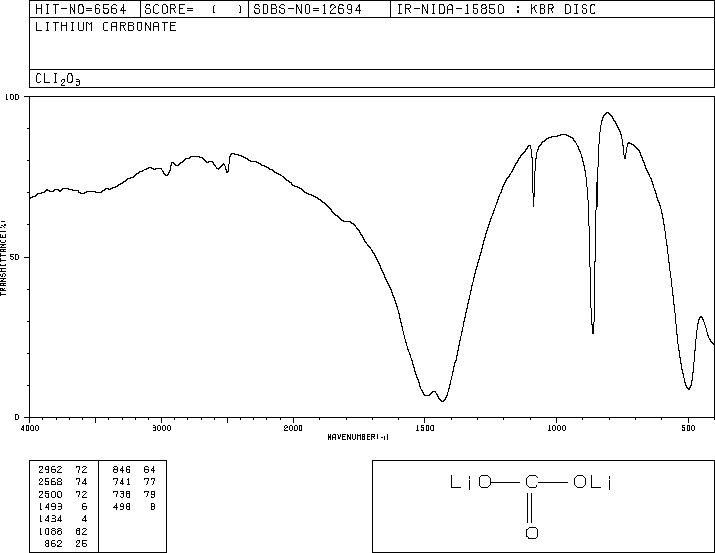 HIT-NO=6564 SCORE= ( ) SDBS-NO=12694 IR-NIDA-15850 : KBR DISC
LITHIUM CARBONATE
CLI2O3
100
50
0
TRANSMITTANCE(%)
4000 3000 2000 1500 1000 500
WAVENUMBER(-1)
2962 72 846 64
2568 74 741 77
2500 72 738 79
1493 6 498 8
1434 4
1088 62
862 25
LiO C OLi
O